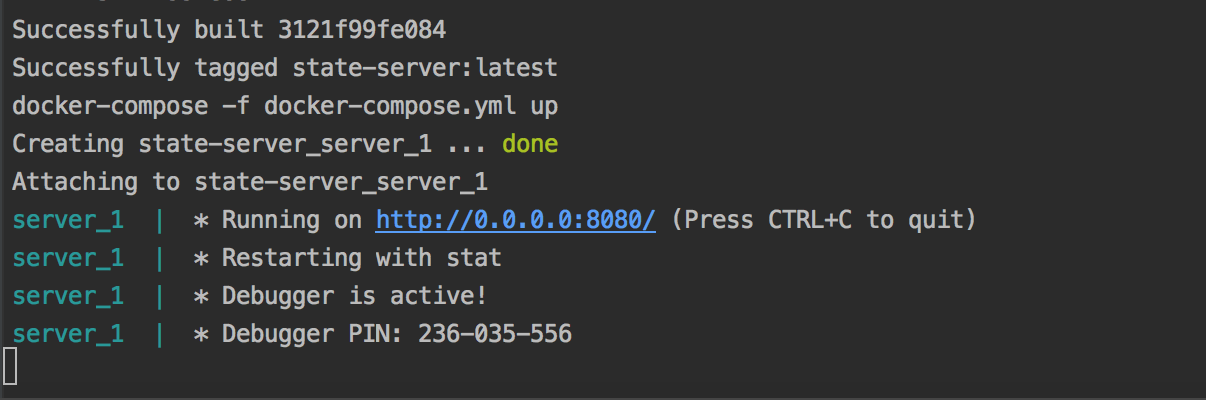 Successfully built 3121f99fe084
Successfully tagged state-server:latest
docker-compose -f docker-compose.yml up
Creating state-server_server_1 ... done
Attaching to state-server_server_1
server_1  |  * Running on http://0.0.0.0:8080/ (Press CTRL+C to quit)
server_1  |  * Restarting with stat
server_1  |  * Debugger is active!
server_1  |  * Debugger PIN: 236-035-556